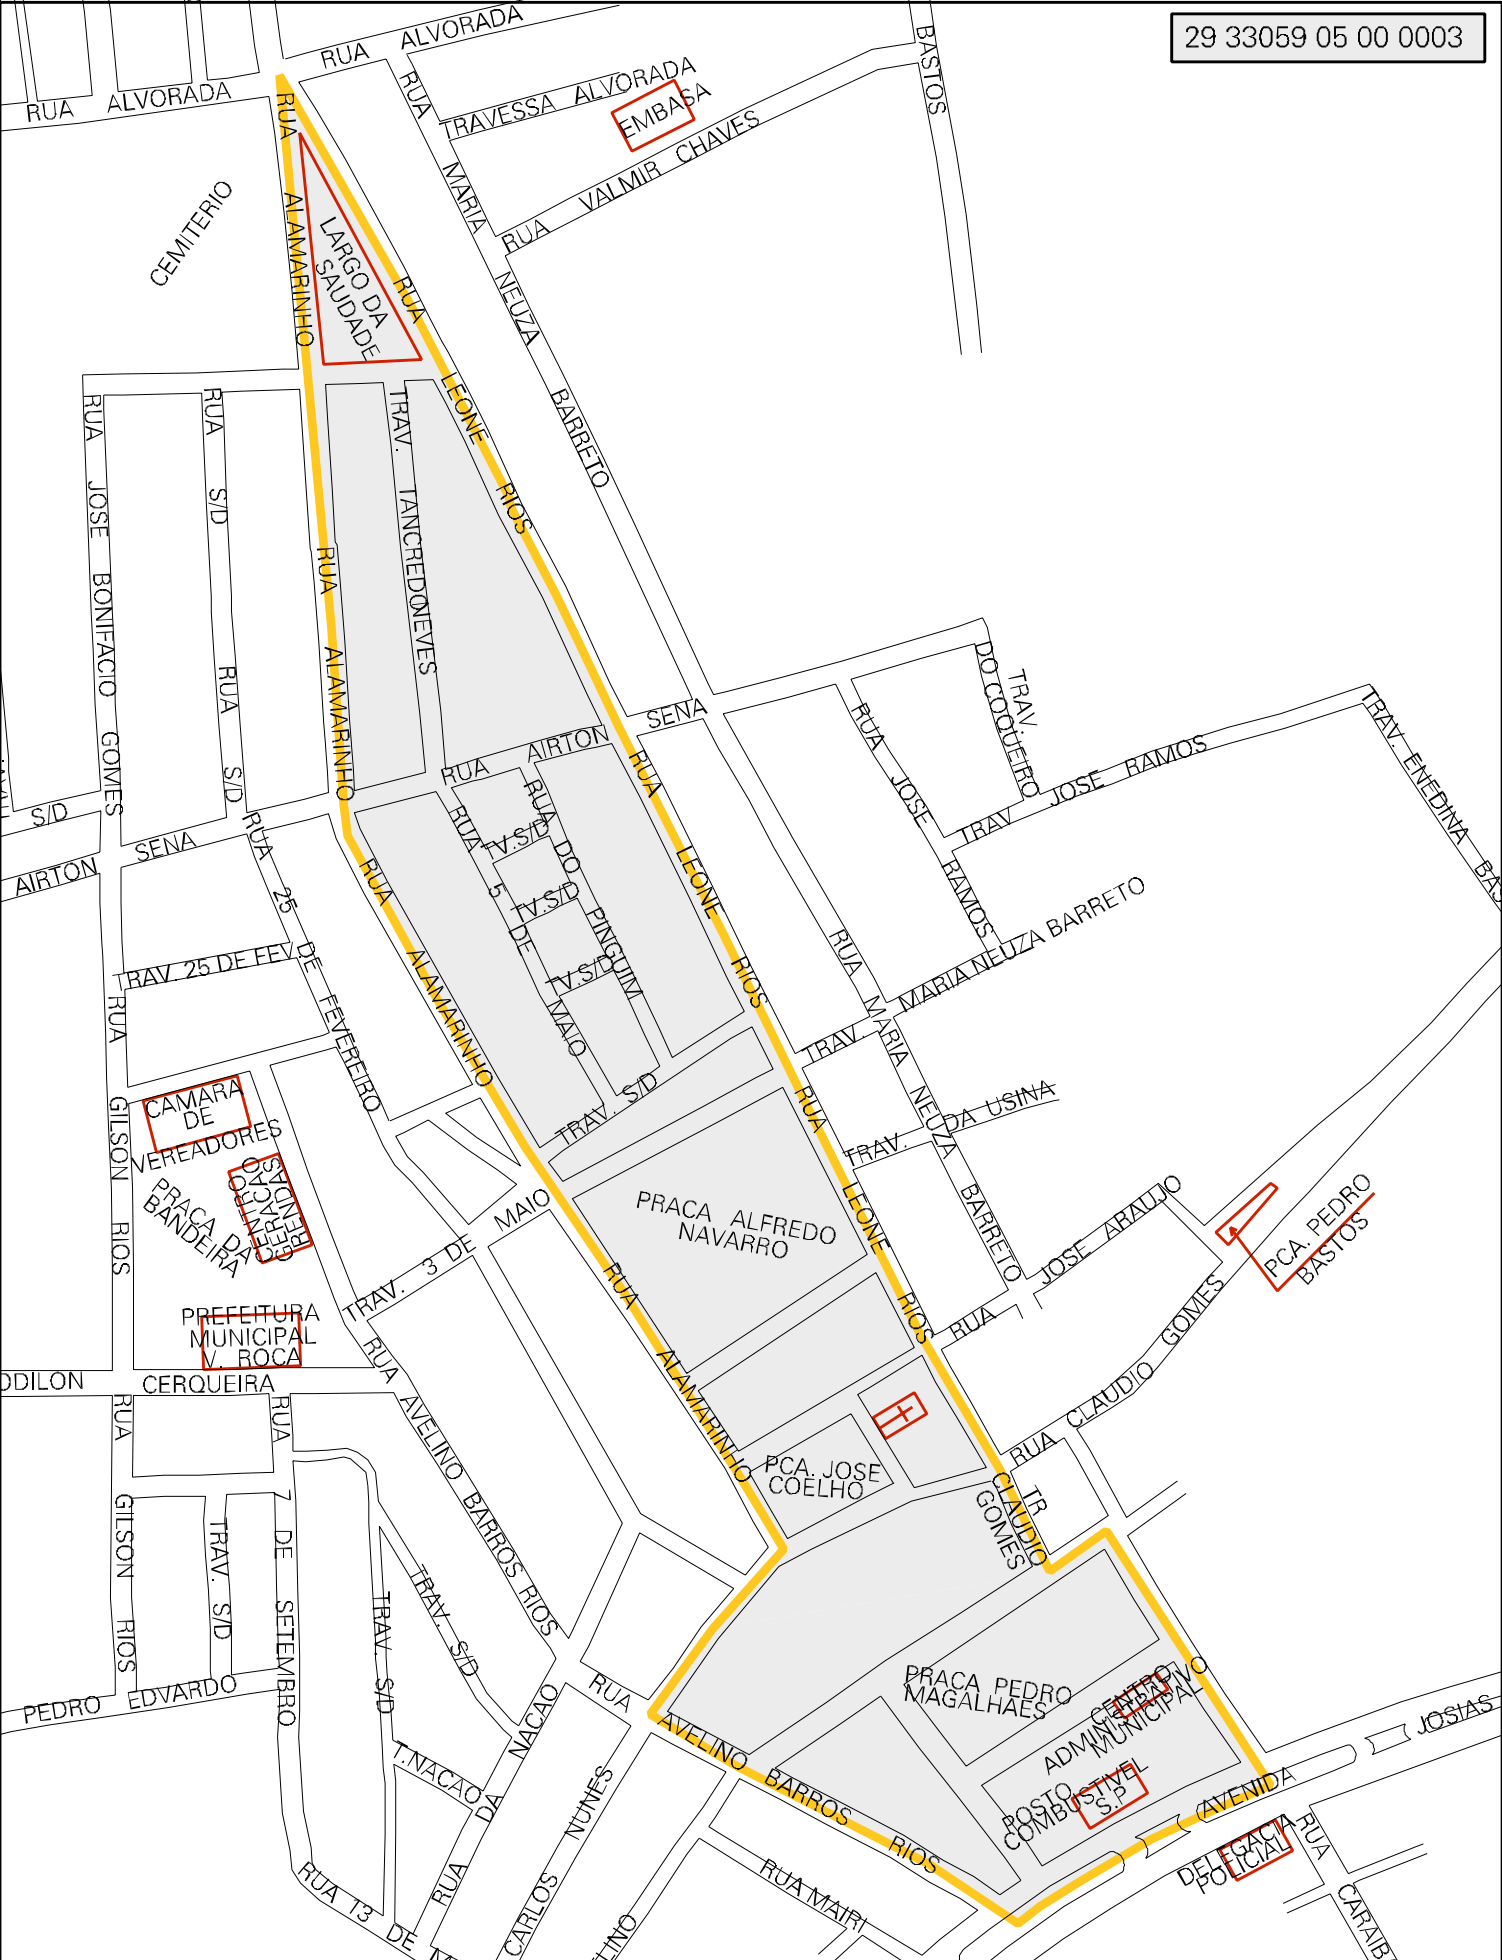 29 33059 05 00 0003
RUA ALVORADA
RUA ALVORADA
BASTOS
TRAVESSA ALVORADA
EMBASA
RUA VALMIR CHAVES
RUA MARIA NEUZA BARRETO
CEMITERIO
RUA ALAMARINHO
LARGO DA
SAUDADE
RUA LEONE RIOS
RUA JOSE BONIFACIO GOMES
RUA S/D
RUA S/D
TRAV. TANCREDO NEVES
RUA ALAMARINHO
SENA
RUA AIRTON
TRAV.
DO COQUEIRO
RUA JOSE RAMOS
TRAV JOSE RAMOS
TRAV. ENEDINA BAS
S/D
AIRTON SENA
RUA 25 DE FEVEREIRO
TRAV. 25 DE FEV
RUA 5 DE MAIO
RUA DO PINGUIM
TV.S/D
TV.S/D
TV.S/D
TRAV. S/D
RUA ALAMARINHO
RUA LEONE RIOS
RUA MARIA NEUZA BARRETO
TRAV. MARIA NEUZA BARRETO
TRAV. DA USINA
RUA GILSON RIOS
CAMARA
DE
VEREADORES
PRACA DA
BANDEIRA
CENTRO
GERACAO
RENDAS
PREFEITURA
MUNICIPAL
V. ROCA
TRAV. 3 DE MAIO
PRACA ALFREDO
NAVARRO
RUA LEONE RIOS
RUA JOSE ARAUJO
PCA. PEDRO
BASTOS
RUA CLAUDIO GOMES
ODILON CERQUEIRA
RUA ALAMARINHO
RUA AVELINO BARROS RIOS
PCA. JOSE
COELHO
TR
CLAUDIO
GOMES
RUA GILSON RIOS
RUA 7 DE SETEMBRO
TRAV. S/D
TRAV. S/D
TRAV. S/D
PEDRO EDVARDO
PRACA PEDRO
MAGALHAES
CENTRO
ADMINISTRATIVO
MUNICIPAL
POSTO
COMBUSTIVEL
S.P
RUA AVELINO BARROS RIOS
AVENIDA JOSIAS
DELEGACIA
POLICIAL
RUA CARAIB
T.NACAO
RUA DA NACAO
CARLOS NUNES
RUA MAIRI
RUA 13 DE M
ELINO